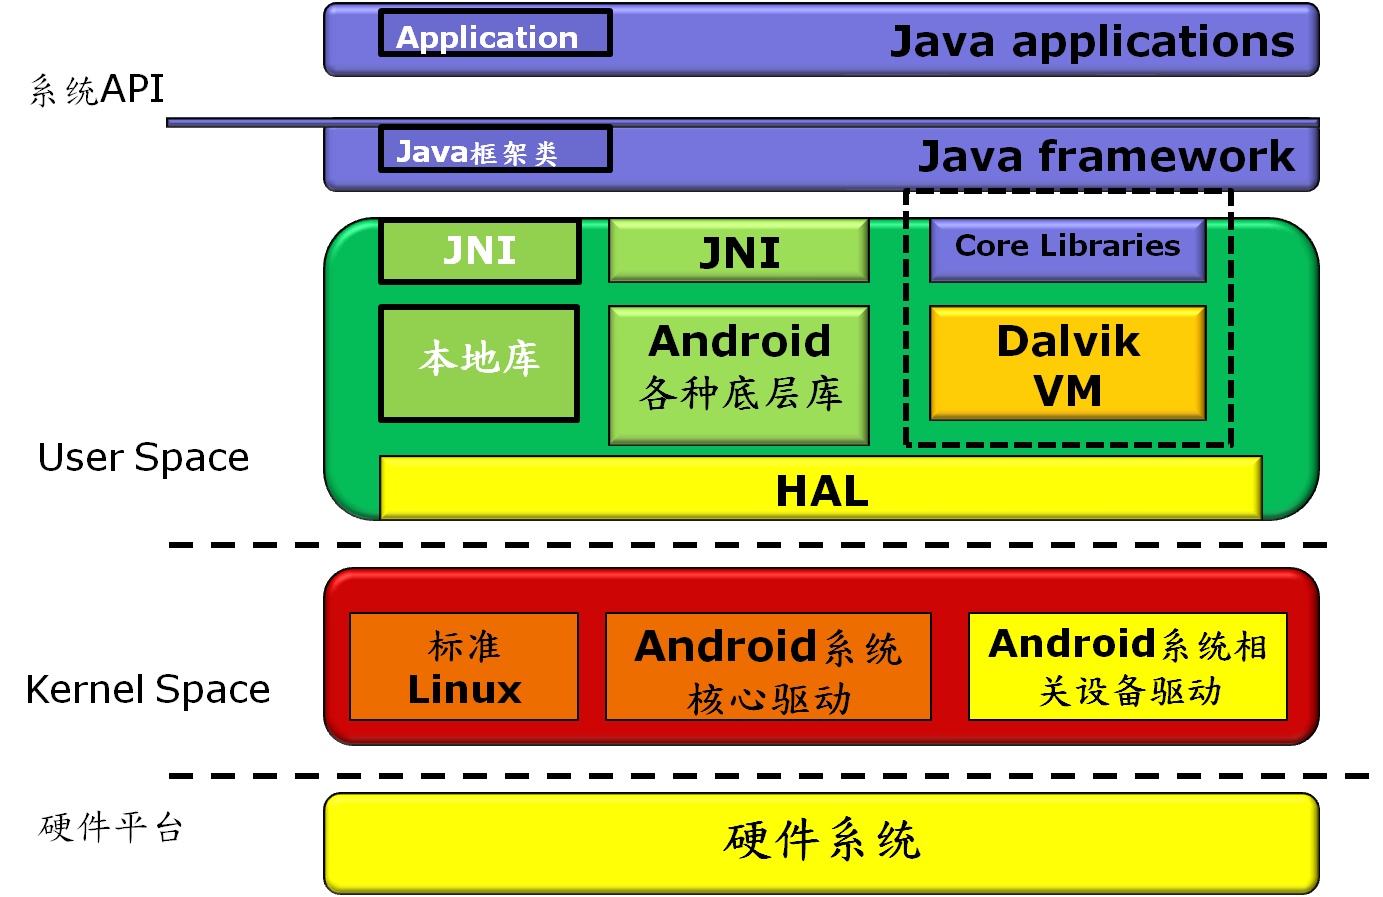 Application
Java applications
系统API
Java框架类
Java framework
JNI
JNI
Core Libraries
本地库
Android
各种底层库
Dalvik
VM
User Space
HAL
标准
Linux
Android系统
核心驱动
Android系统相
关设备驱动
Kernel Space
硬件平台
硬件系统